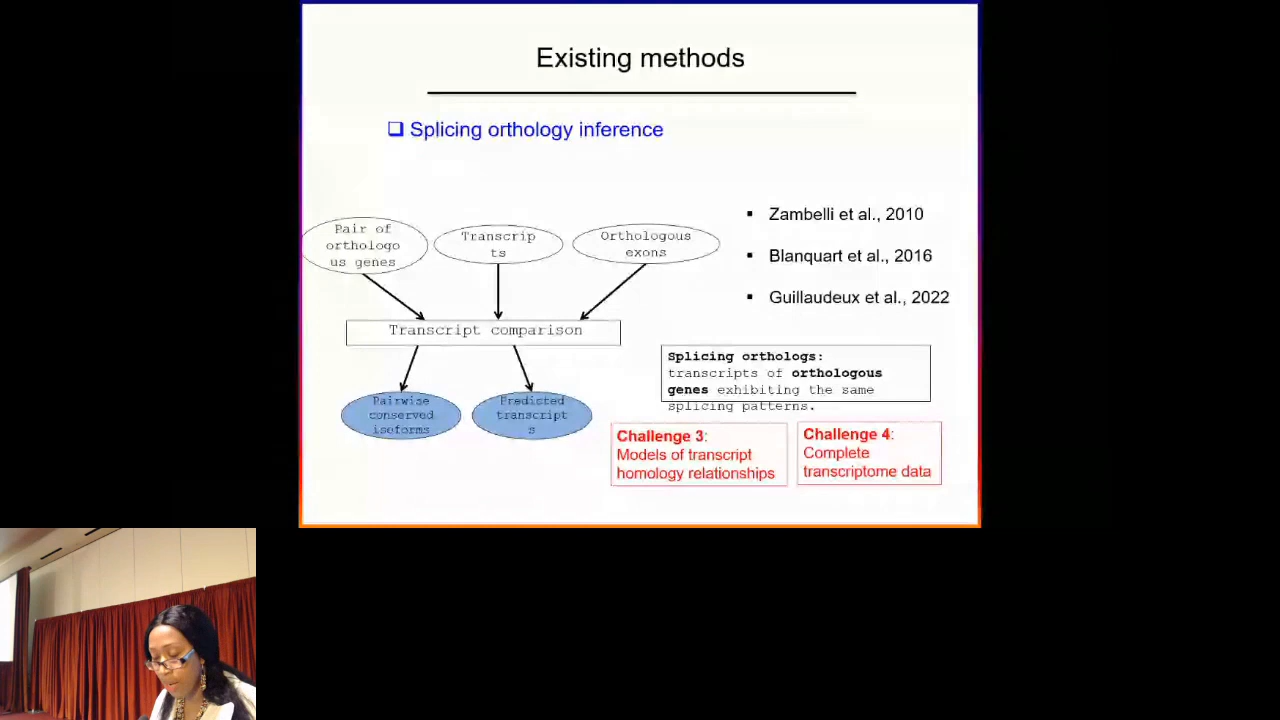 Existing methods
Splicing orthology inference
Pair of
orthologo
us genes
Transcrip
ts
Orthologous
exons
Transcript comparison
Pairwise
conserved
isoforms
Predicted
transcript
s
Zambelli et al., 2010
Blanquart et al., 2016
Guillaudeux et al., 2022
Splicing orthologs:
transcripts of orthologous
genes exhibiting the same
splicing patterns.
Challenge 3:
Models of transcript
homology relationships
Challenge 4:
Complete
transcriptome data